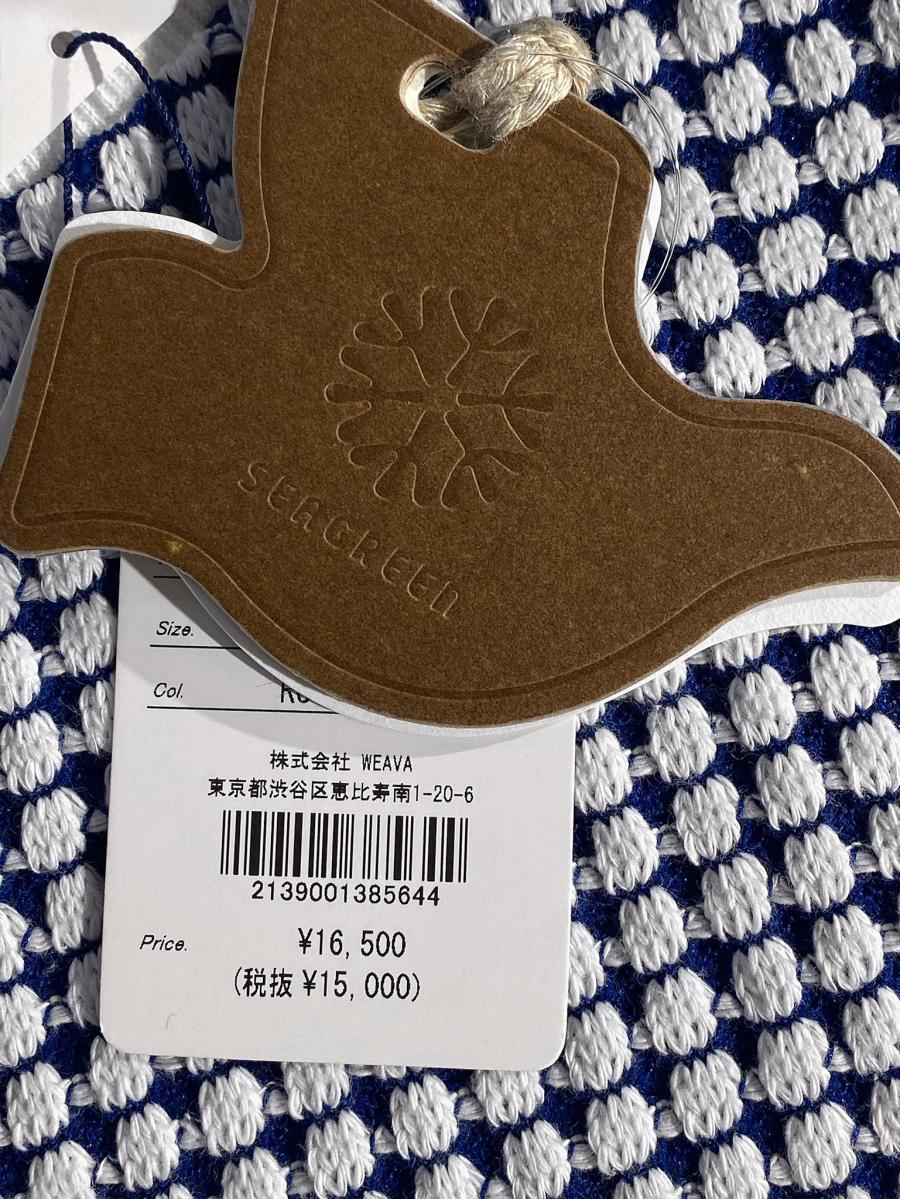 SEAGREEN
Size.
Col.
株式会社 WEAVA
東京都渋谷区恵比寿南1-20-6
2139001385644
Price.
¥16,500
(税抜 ¥15,000)